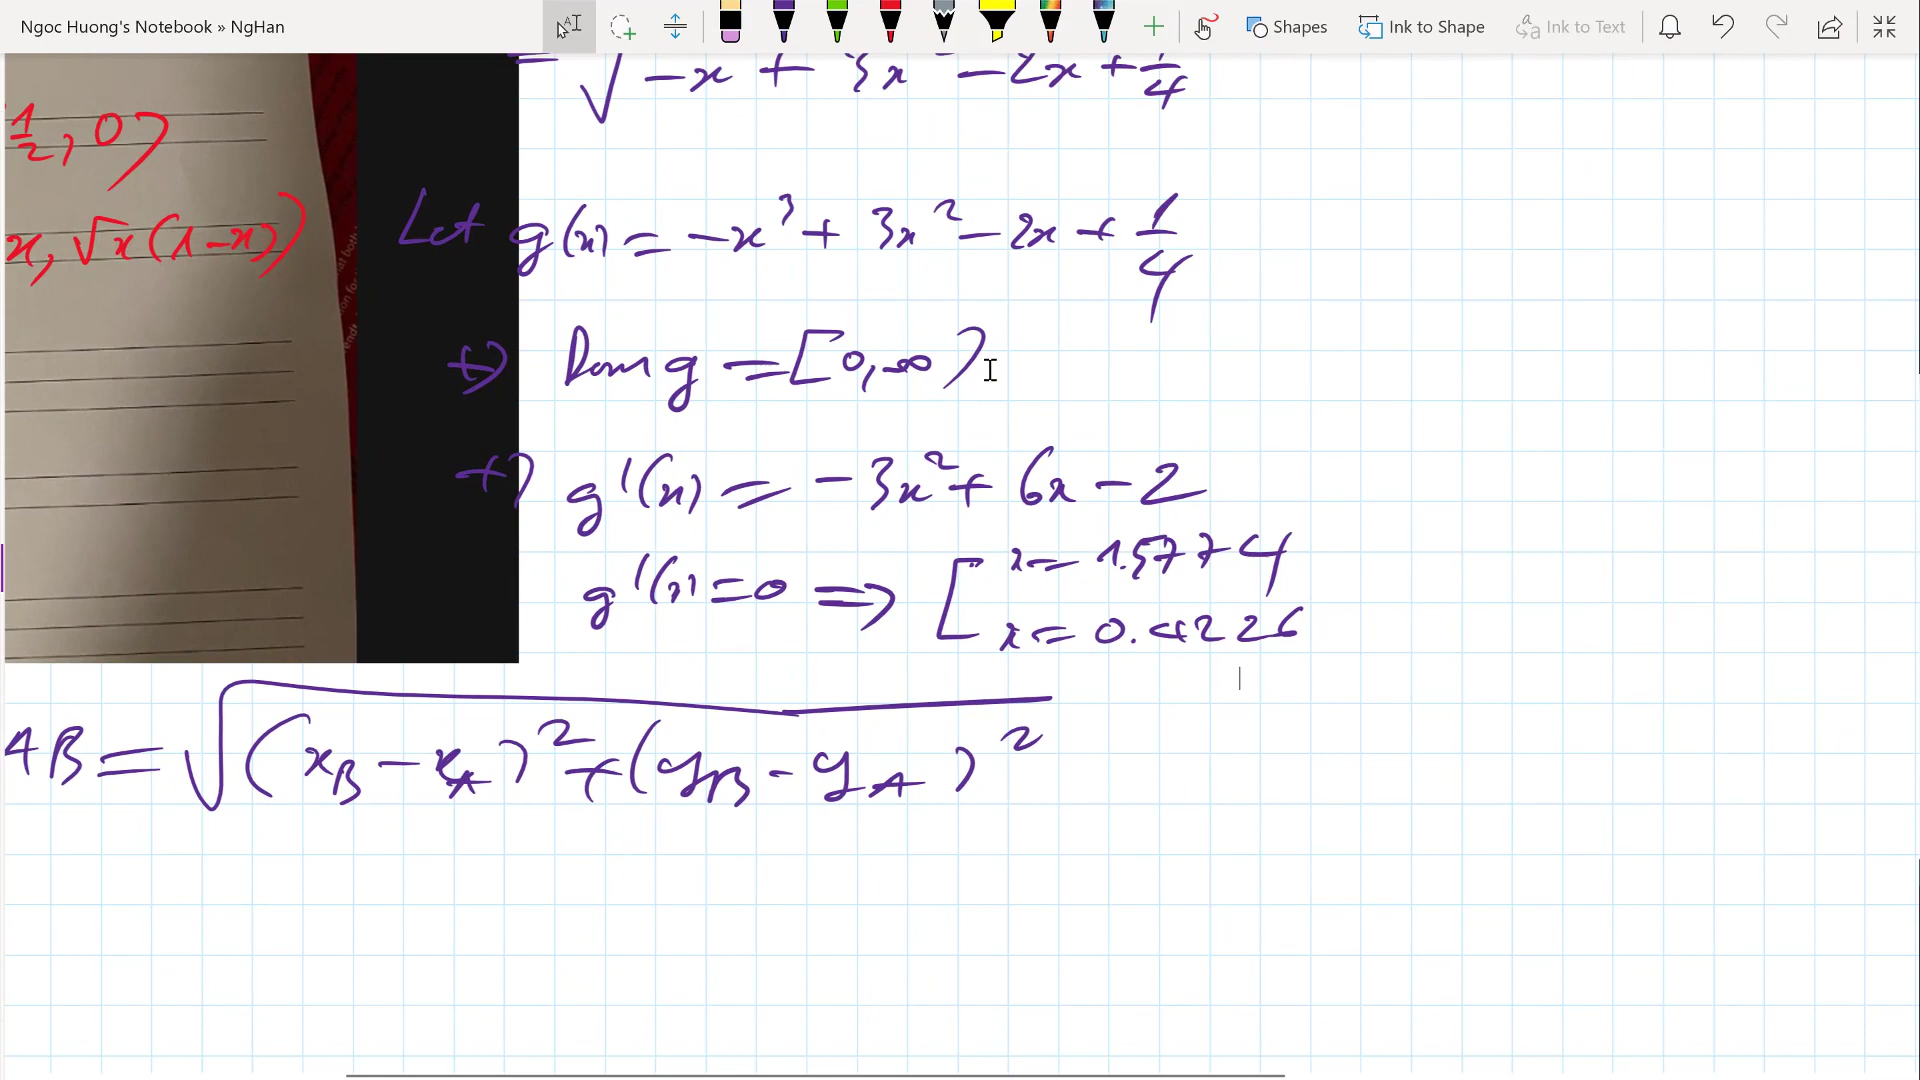 Ngoc Huong's Notebook » NgHan
Shapes
Ink to Shape
Ink to Text
= √ -x + 3x - 2x + 1/4
1/2, 0)
x, √x(1-x))
Let g(x) = -x³ + 3x² - 2x + 1/4
+) Dom g = [0, ∞)
+) g'(x) = -3x² + 6x - 2
g'(x) = 0 => [ x = 1.5774
x = 0.4226
AB = √(x_B - x_A)² + (y_B - y_A)²